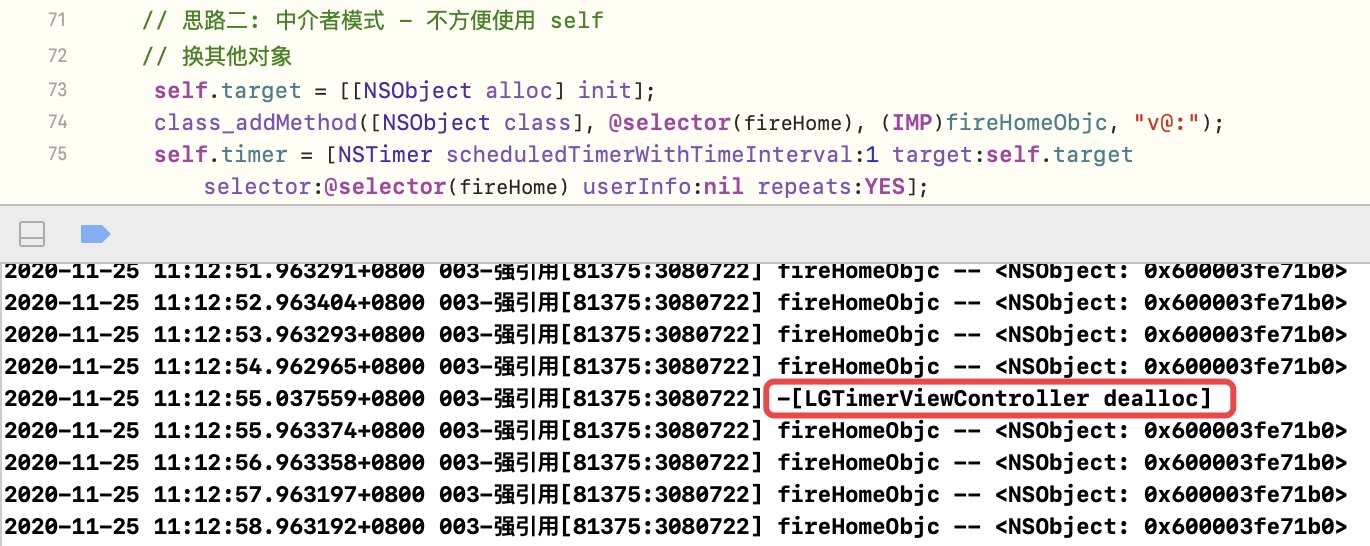 71 // 思路二: 中介者模式 - 不方便使用 self
72 // 换其他对象
73 self.target = [[NSObject alloc] init];
74 class_addMethod([NSObject class], @selector(fireHome), (IMP)fireHomeObjc, "v@:");
75 self.timer = [NSTimer scheduledTimerWithTimeInterval:1 target:self.target
selector:@selector(fireHome) userInfo:nil repeats:YES];
2020-11-25 11:12:51.963291+0800 003-强引用[81375:3080722] fireHomeObjc -- <NSObject: 0x600003fe71b0>
2020-11-25 11:12:52.963404+0800 003-强引用[81375:3080722] fireHomeObjc -- <NSObject: 0x600003fe71b0>
2020-11-25 11:12:53.963293+0800 003-强引用[81375:3080722] fireHomeObjc -- <NSObject: 0x600003fe71b0>
2020-11-25 11:12:54.962965+0800 003-强引用[81375:3080722] fireHomeObjc -- <NSObject: 0x600003fe71b0>
2020-11-25 11:12:55.037559+0800 003-强引用[81375:3080722] -[LGTimerViewController dealloc]
2020-11-25 11:12:55.963374+0800 003-强引用[81375:3080722] fireHomeObjc -- <NSObject: 0x600003fe71b0>
2020-11-25 11:12:56.963358+0800 003-强引用[81375:3080722] fireHomeObjc -- <NSObject: 0x600003fe71b0>
2020-11-25 11:12:57.963197+0800 003-强引用[81375:3080722] fireHomeObjc -- <NSObject: 0x600003fe71b0>
2020-11-25 11:12:58.963192+0800 003-强引用[81375:3080722] fireHomeObjc -- <NSObject: 0x600003fe71b0>